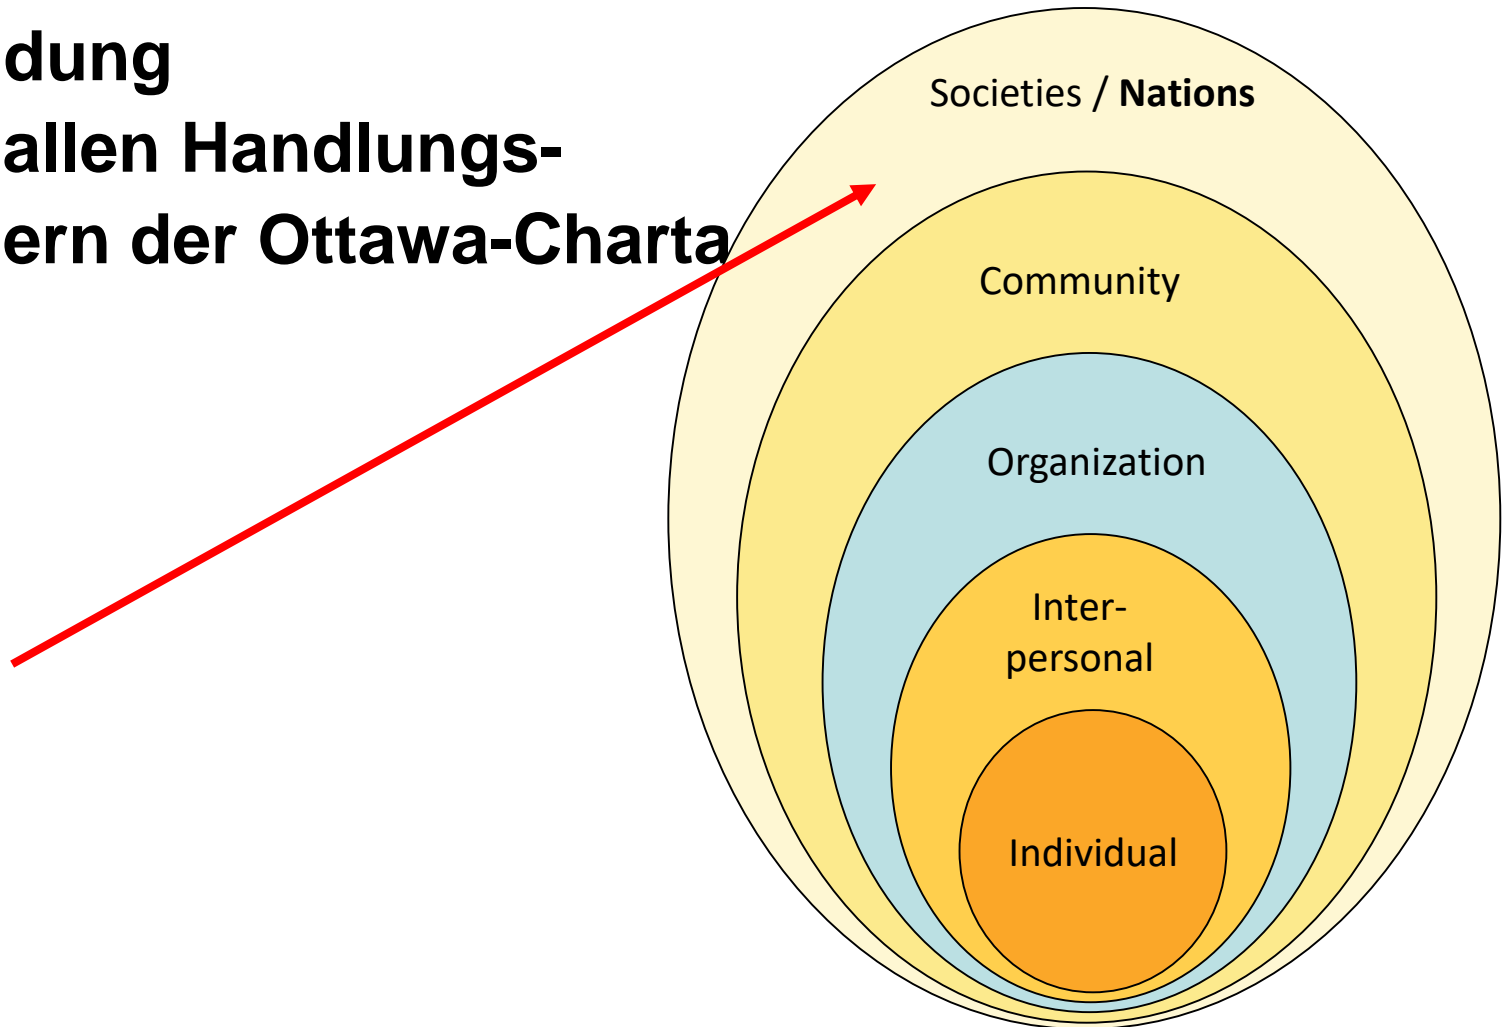 dung
allen Handlungs-
ern der Ottawa-Charta
Societies / Nations
Community
Organization
Inter-
personal
Individual